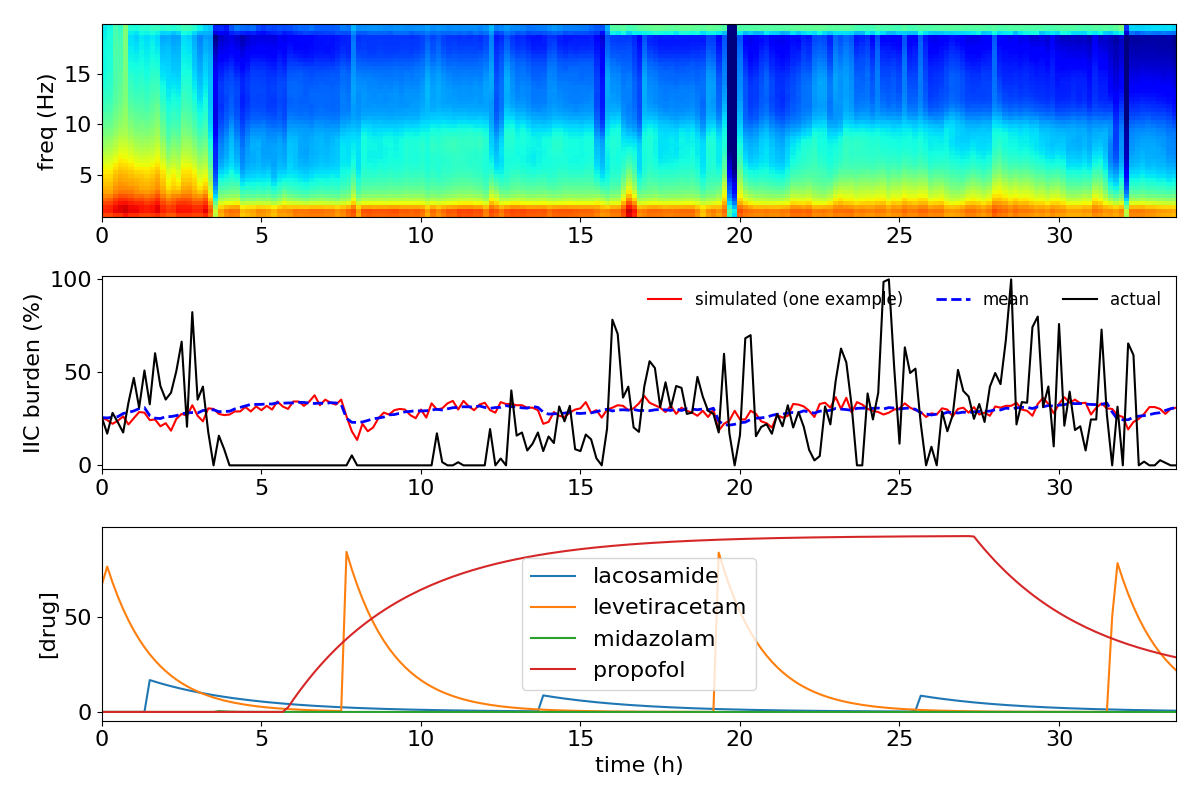 freq (Hz)
15
10
5
0 5 10 15 20 25 30
IIC burden (%)
100
50
0
simulated (one example) mean actual
0 5 10 15 20 25 30
[drug]
50
0
lacosamide
levetiracetam
midazolam
propofol
0 5 10 15 20 25 30
time (h)